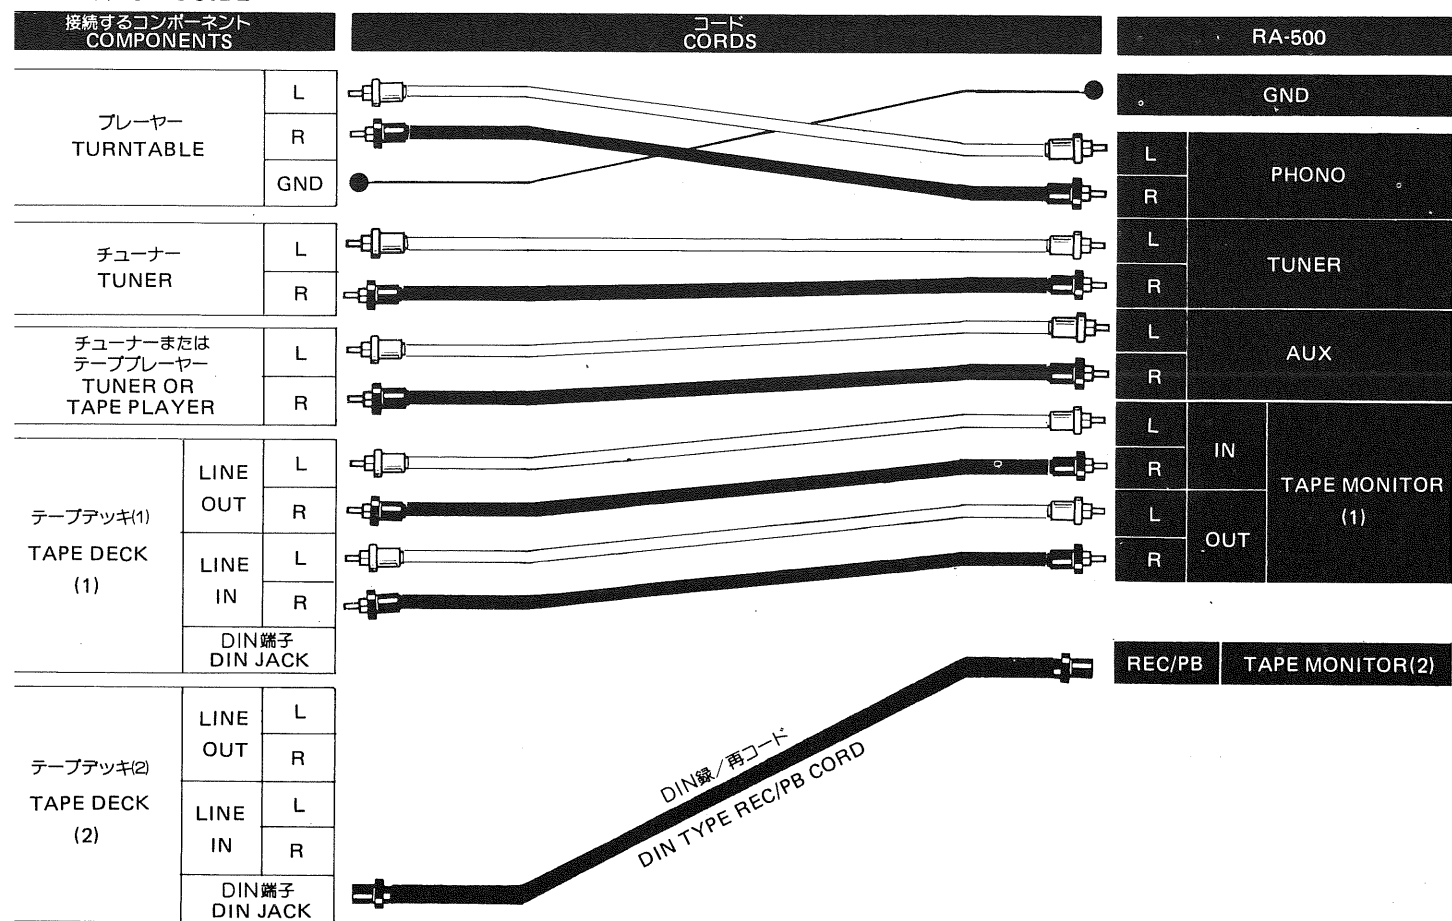 接続するコンポーネント
COMPONENTS
コード
CORDS
RA-500
プレーヤー
TURNTABLE
L
R
GND
GND
L
R
PHONO
チューナー
TUNER
L
R
L
R
TUNER
チューナーまたは
テーププレーヤー
TUNER OR
TAPE PLAYER
L
R
L
R
AUX
テープデッキ(1)
TAPE DECK
(1)
LINE
OUT
L
R
LINE
IN
L
R
DIN端子
DIN JACK
L
R
IN
L
R
OUT
TAPE MONITOR
(1)
REC/PB
TAPE MONITOR(2)
テープデッキ(2)
TAPE DECK
(2)
LINE
OUT
L
R
LINE
IN
L
R
DIN端子
DIN JACK
DIN録/再コード
DIN TYPE REC/PB CORD